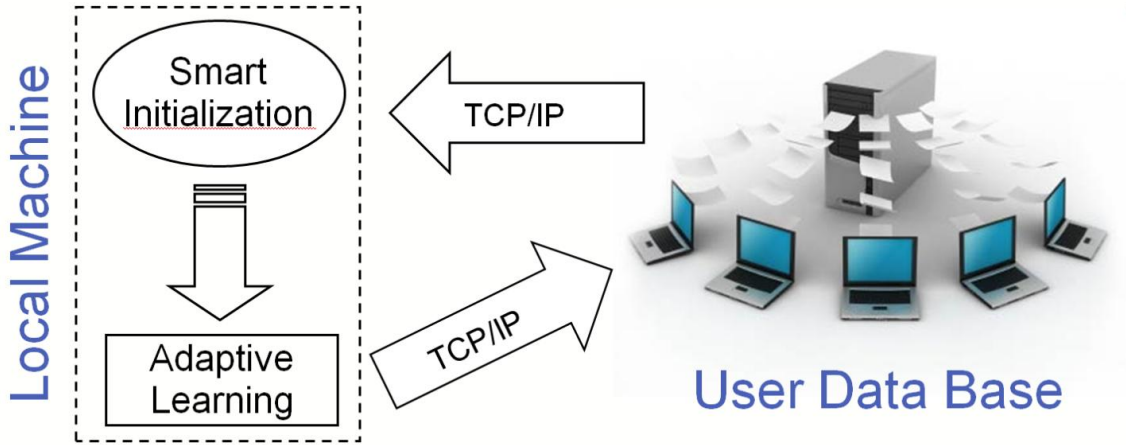 Local Machine
Smart
Initialization
TCP/IP
Adaptive
Learning
TCP/IP
User Data Base